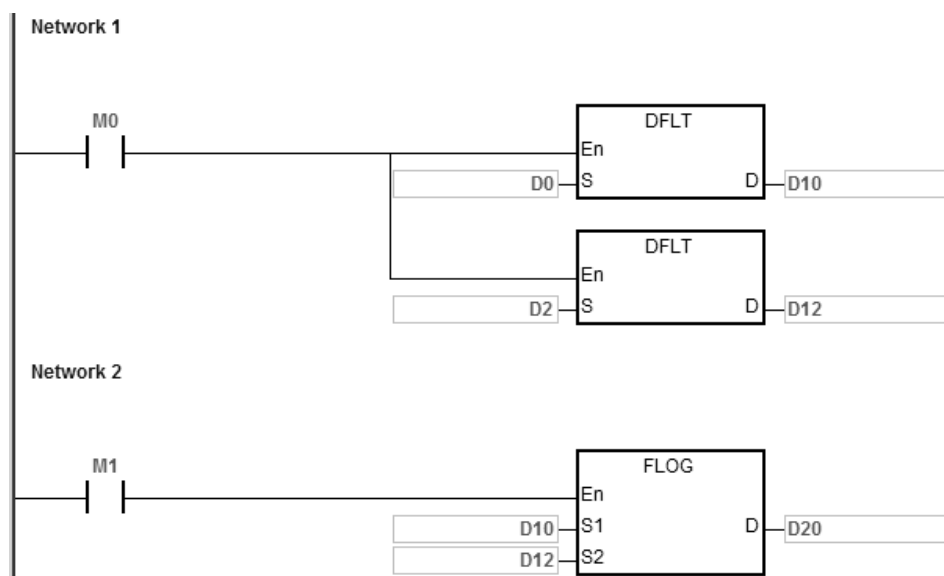 Network 1
M0
DFLT
En
D0 S D D10
DFLT
En
D2 S D D12
Network 2
M1
FLOG
En
D10 S1 D D20
D12 S2